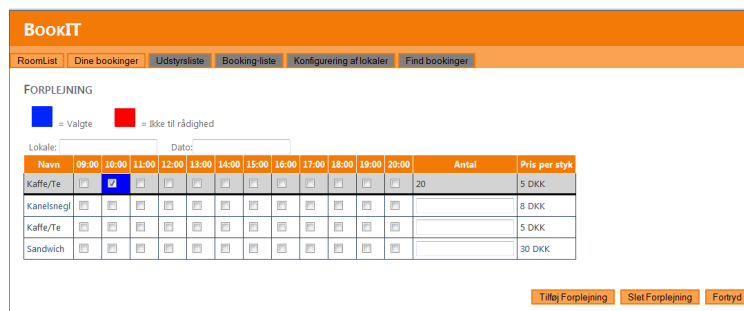 BOOKIT
RoomList Dine bookinger Udstyrsliste Booking-liste Konfigurering af lokaler Find bookinger
FORPLEJNING
= Valgte = Ikke til rådighed
Lokale: Dato:
Navn 09:00 10:00 11:00 12:00 13:00 14:00 15:00 16:00 17:00 18:00 19:00 20:00 Antal Pris per styk
Kaffe/Te 20 5 DKK
Kanelsnegl 8 DKK
Kaffe/Te 5 DKK
Sandwich 30 DKK
Tilføj Forplejning Slet Forplejning Fortryd